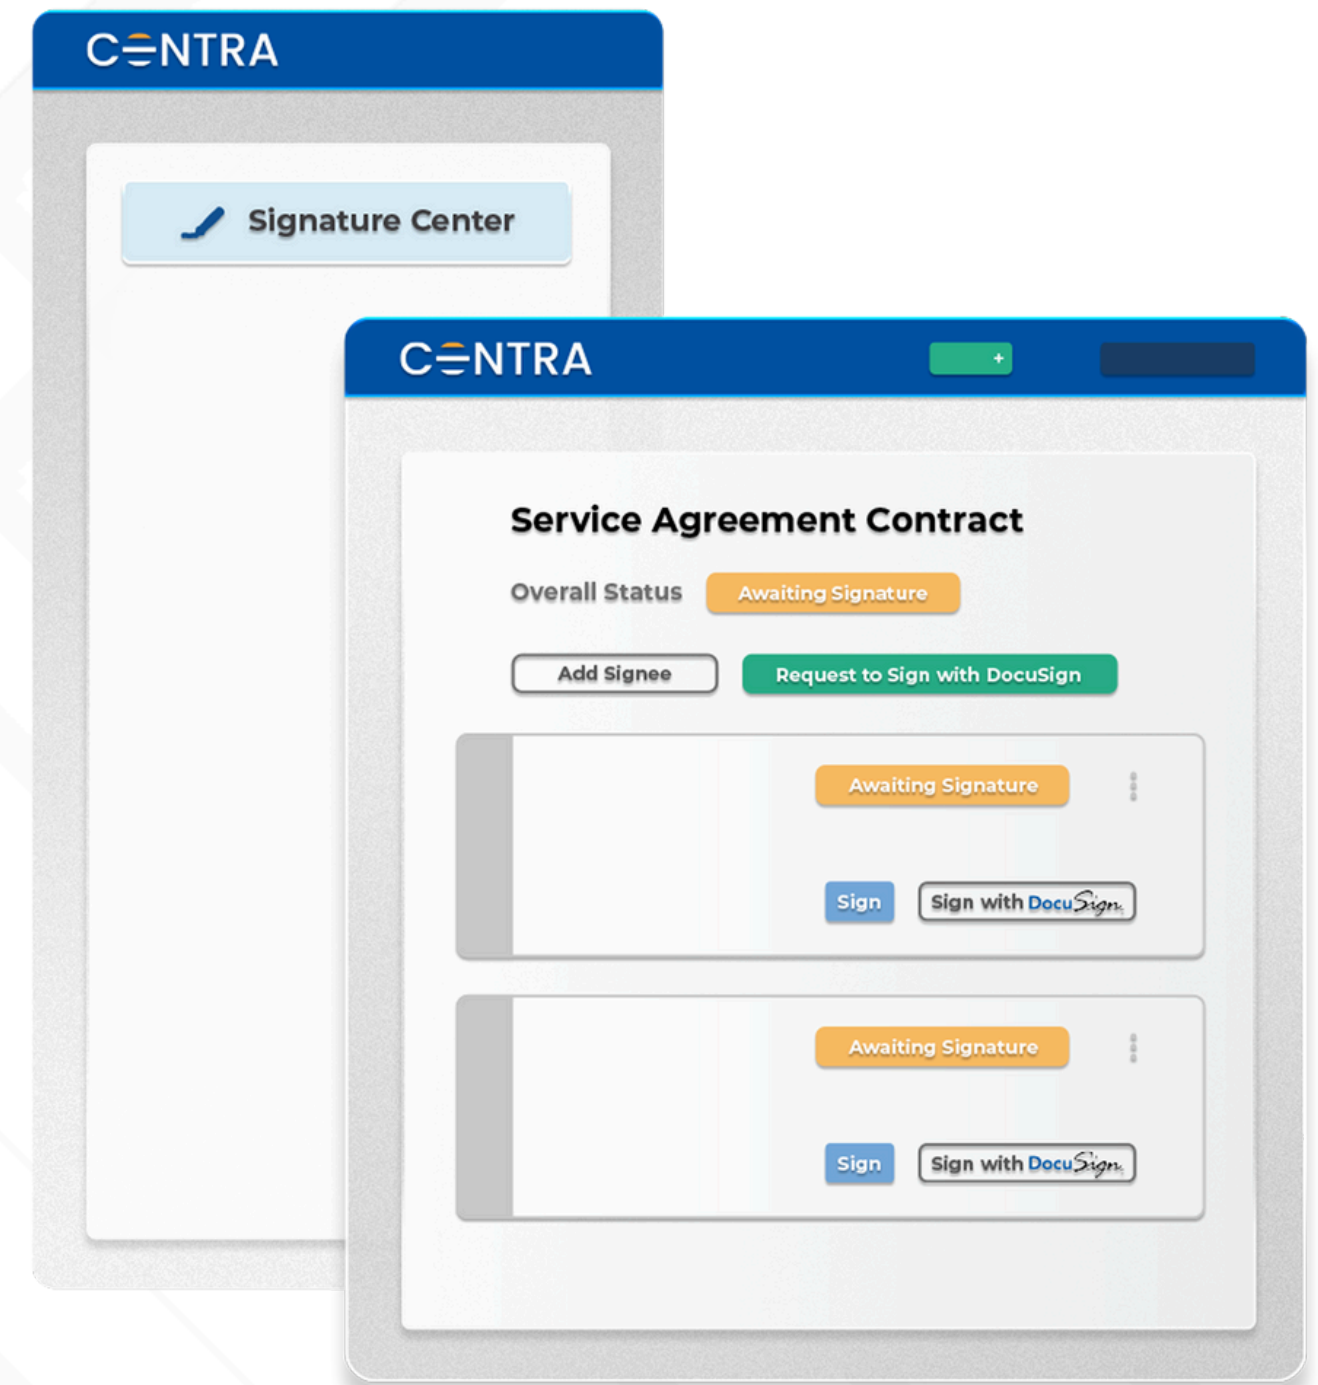 CENTRA
Signature Center
CENTRA
+
Service Agreement Contract
Overall Status Awaiting Signature
Add Signee Request to Sign with DocuSign
Awaiting Signature
Sign Sign with DocuSign
Awaiting Signature
Sign Sign with DocuSign